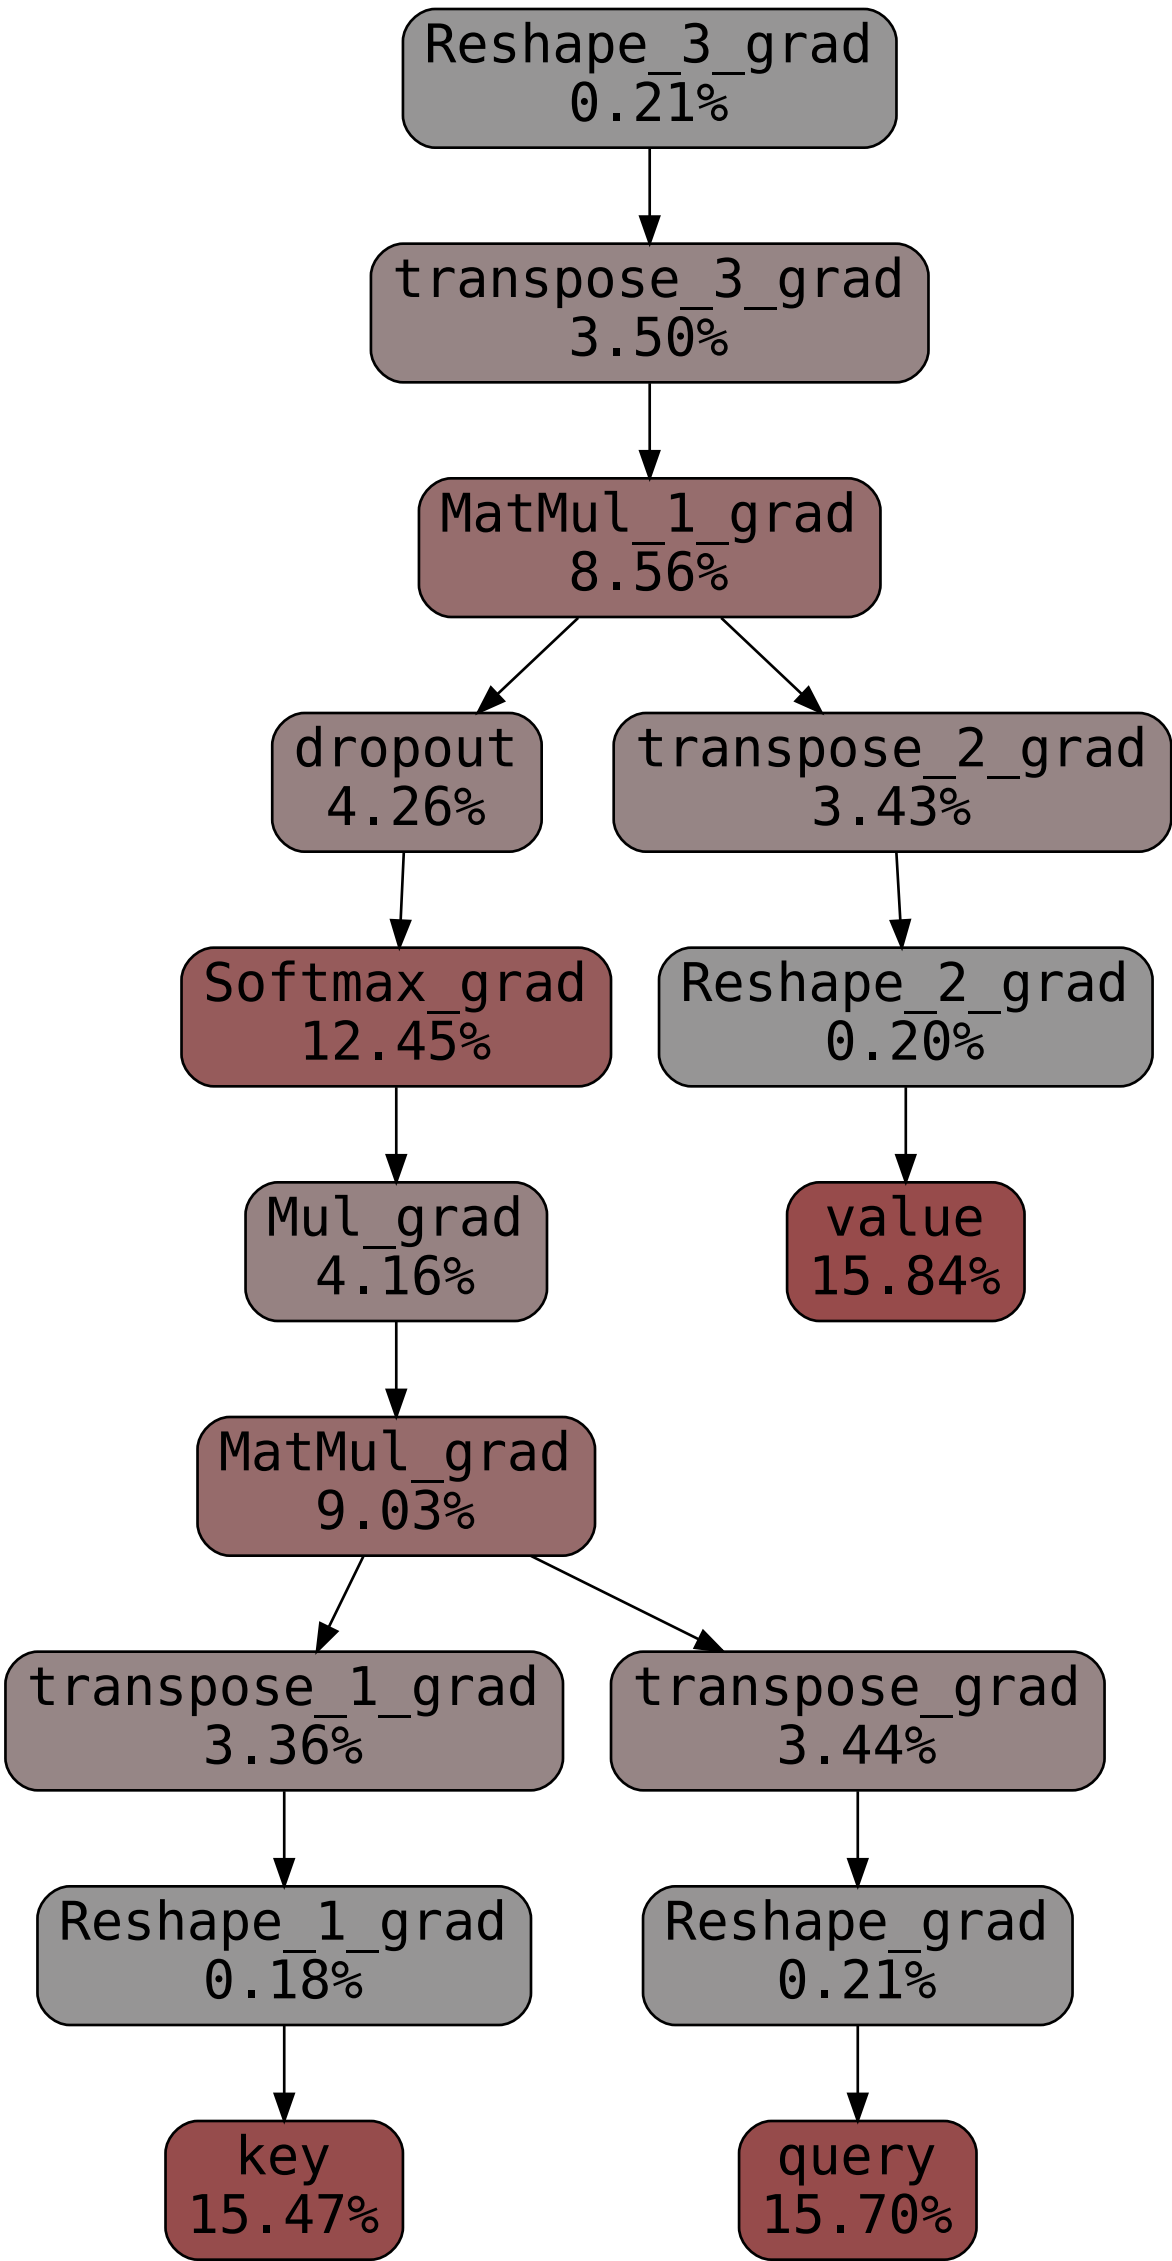 Reshape_3_grad
0.21%
transpose_3_grad
3.50%
MatMul_1_grad
8.56%
dropout
4.26%
transpose_2_grad
3.43%
Softmax_grad
12.45%
Reshape_2_grad
0.20%
Mul_grad
4.16%
value
15.84%
MatMul_grad
9.03%
transpose_1_grad
3.36%
transpose_grad
3.44%
Reshape_1_grad
0.18%
Reshape_grad
0.21%
key
15.47%
query
15.70%